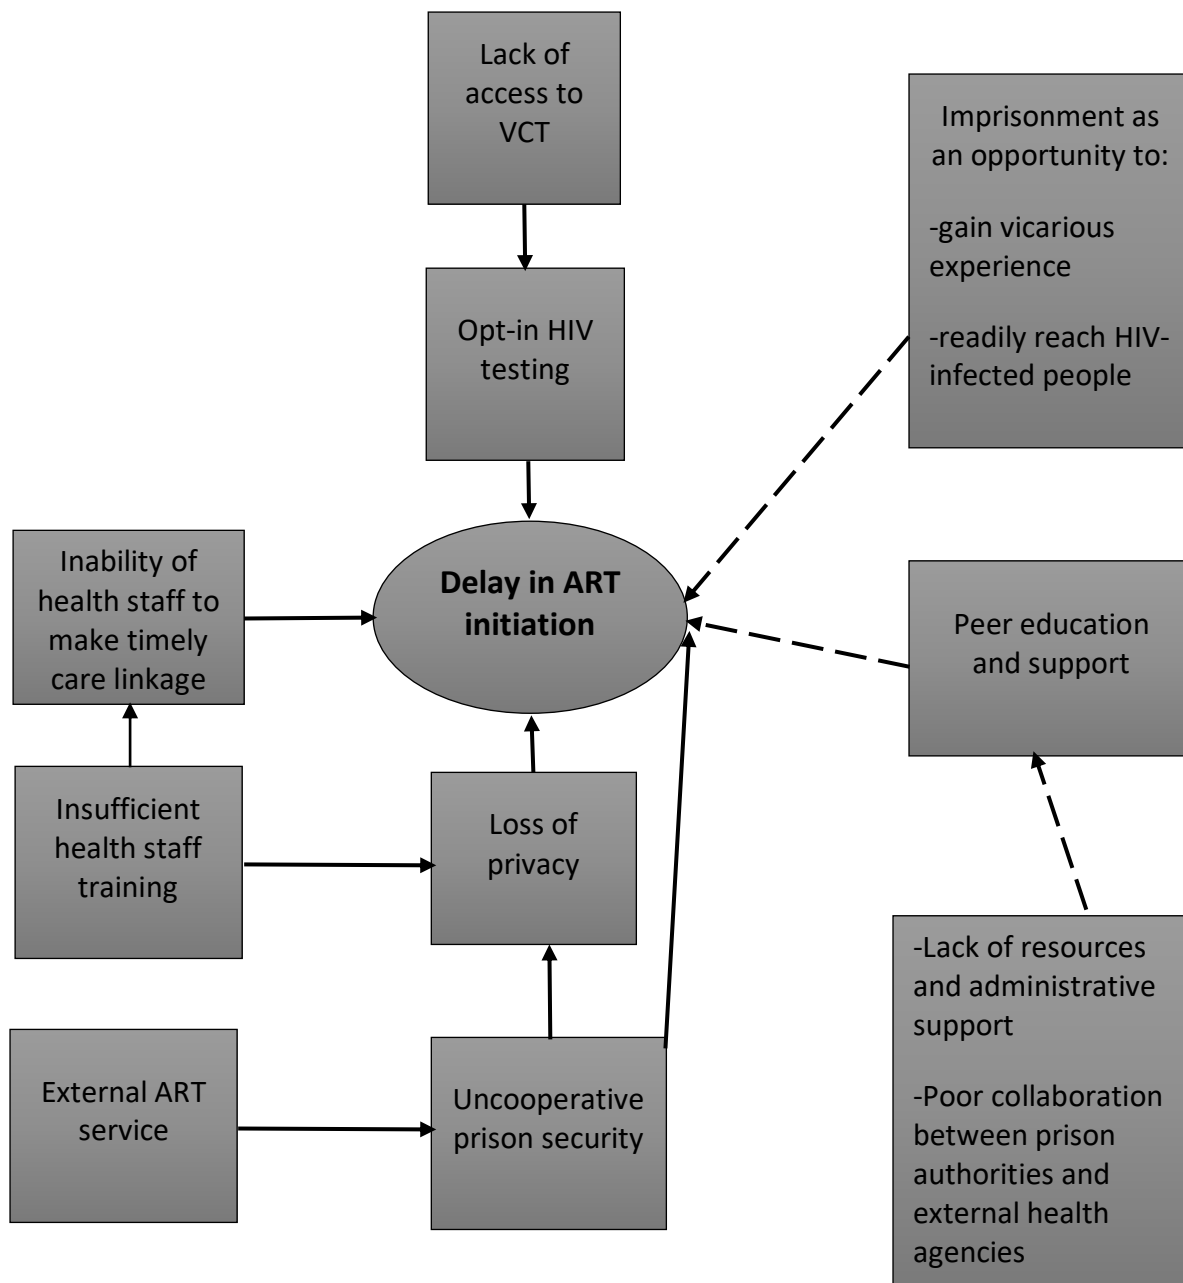 Lack of
access to
VCT
Imprisonment as
an opportunity to:
-gain vicarious
experience
-readily reach HIV-
infected people
Opt-in HIV
testing
Inability of
health staff to
make timely
care linkage
Delay in ART
initiation
Peer education
and support
Insufficient
health staff
training
Loss of
privacy
-Lack of resources
and administrative
support
-Poor collaboration
between prison
authorities and
external health
agencies
External ART
service
Uncooperative
prison security